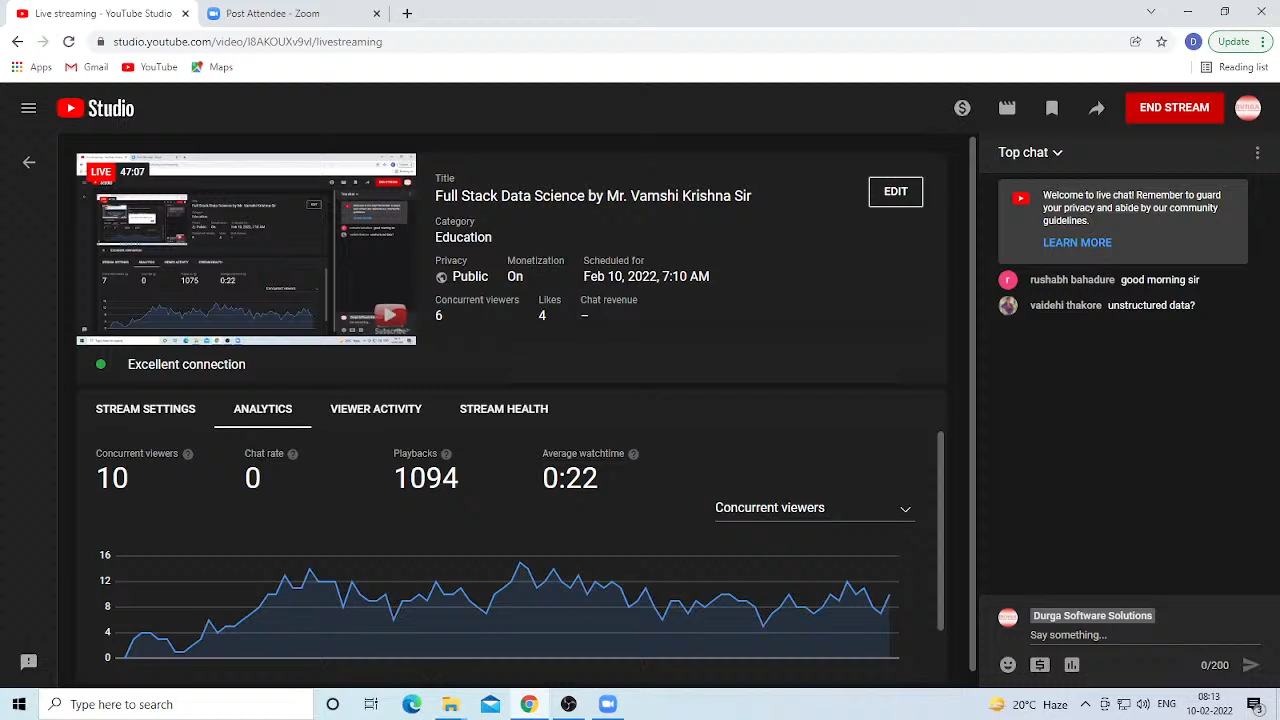 Live streaming - YouTube Studio
Post Attendee - Zoom
studio.youtube.com/video/l8AKOUXv9vI/livestreaming
D
Update
Apps
Gmail
YouTube
Maps
Reading list
Studio
END STREAM
LIVE 47:07
Title
Full Stack Data Science by Mr. Vamshi Krishna Sir
EDIT
Category
Education
Privacy Monetization Scheduled for
Public On Feb 10, 2022, 7:10 AM
Concurrent viewers Likes Chat revenue
6 4 –
Subscribe
Excellent connection
STREAM SETTINGS ANALYTICS VIEWER ACTIVITY STREAM HEALTH
Concurrent viewers Chat rate Playbacks Average watchtime
10 0 1094 0:22
Concurrent viewers
16
12
8
4
0
Top chat
Welcome to live chat! Remember to guard
your privacy and abide by our community
guidelines.
LEARN MORE
r rushabh bahadure good morning sir
vaidehi thakore unstructured data?
Durga Software Solutions
Say something...
0/200
Type here to search
20°C Haze
ENG
08:13
10-02-2022